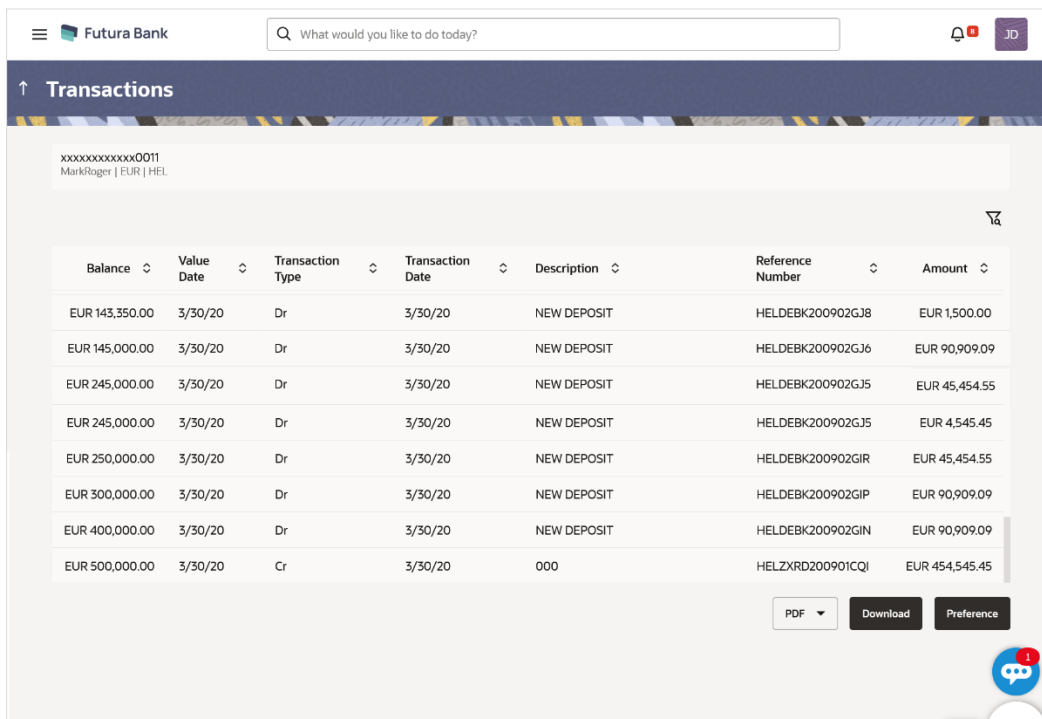 Futura Bank
What would you like to do today?
8
JD
↑ Transactions
xxxxxxxxxxxx0011
MarkRoger | EUR | HEL
Balance Value Date Transaction Type Transaction Date Description Reference Number Amount
EUR 143,350.00 3/30/20 Dr 3/30/20 NEW DEPOSIT HELDEBK200902GJ8 EUR 1,500.00
EUR 145,000.00 3/30/20 Dr 3/30/20 NEW DEPOSIT HELDEBK200902GJ6 EUR 90,909.09
EUR 245,000.00 3/30/20 Dr 3/30/20 NEW DEPOSIT HELDEBK200902GJ5 EUR 45,454.55
EUR 245,000.00 3/30/20 Dr 3/30/20 NEW DEPOSIT HELDEBK200902GJ5 EUR 4,545.45
EUR 250,000.00 3/30/20 Dr 3/30/20 NEW DEPOSIT HELDEBK200902GIR EUR 45,454.55
EUR 300,000.00 3/30/20 Dr 3/30/20 NEW DEPOSIT HELDEBK200902GIP EUR 90,909.09
EUR 400,000.00 3/30/20 Dr 3/30/20 NEW DEPOSIT HELDEBK200902GIN EUR 90,909.09
EUR 500,000.00 3/30/20 Cr 3/30/20 000 HELZXRD200901CQI EUR 454,545.45
PDF Download Preference
1